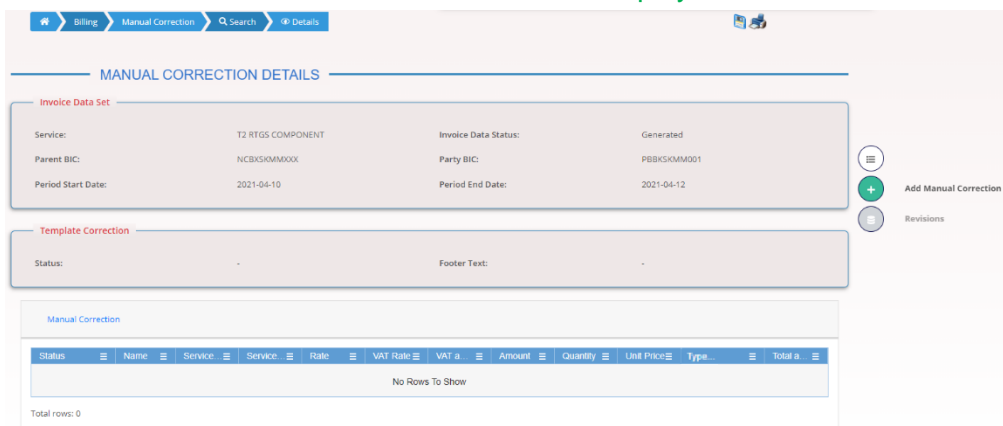 Billing Manual Correction Search Details
MANUAL CORRECTION DETAILS
Invoice Data Set
Service: T2 RTGS COMPONENT Invoice Data Status: Generated
Parent BIC: NCBXSKMMXXX Party BIC: PBBKSKMM001
Period Start Date: 2021-04-10 Period End Date: 2021-04-12
Add Manual Correction
Revisions
Template Correction
Status: - Footer Text: -
Manual Correction
Status Name Service... Service... Rate VAT Rate VAT a... Amount Quantity Unit Price Type... Total a...
No Rows To Show
Total rows: 0